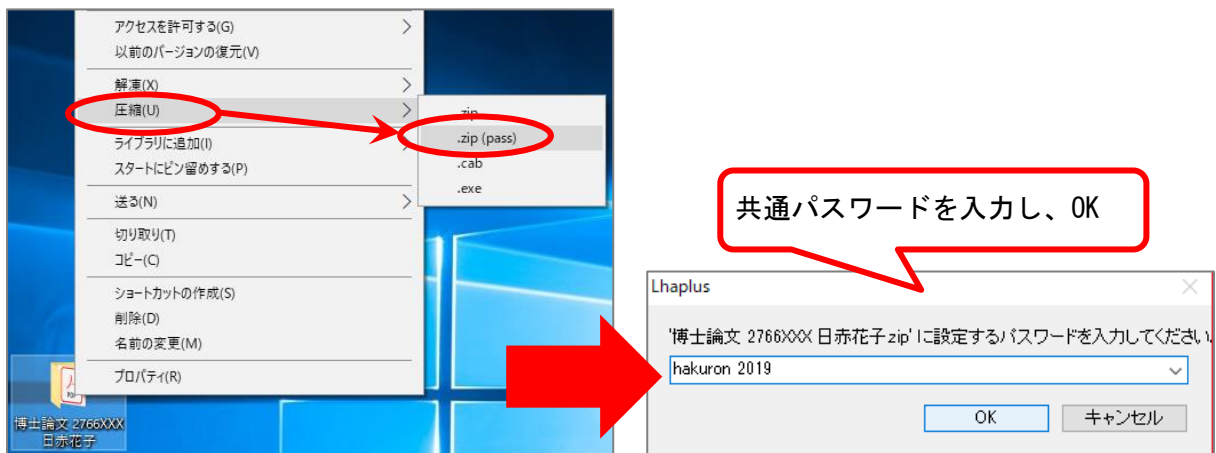 アクセスを許可する(G)
以前のバージョンの復元(V)
解凍(X)
圧縮(U)
ライブラリに追加(I)
スタートにピン留めする(P)
送る(N)
切り取り(T)
コピー(C)
ショートカットの作成(S)
削除(D)
名前の変更(M)
プロパティ(R)
.zip
.zip (pass)
.cab
.exe
博士論文 2766XXX
日赤花子
共通パスワードを入力し、OK
Lhaplus
'博士論文 2766XXX 日赤花子.zip' に設定するパスワードを入力してください。
hakuron 2019
OK
キャンセル